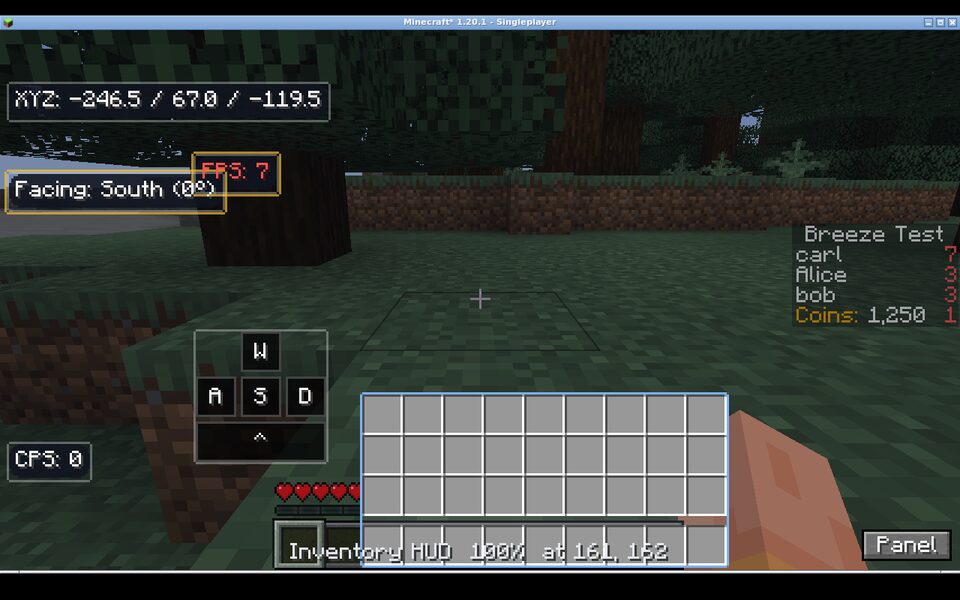 Minecraft* 1.20.1 - Singleplayer
XYZ: -246.5 / 67.0 / -119.5
FPS: 7
Facing: South (0°)
Breeze Test
carl 7
Alice 3
bob 3
Coins: 1,250 1
W
A S D
^
CPS: 0
Inventory HUD 100% at 161, 162
Panel